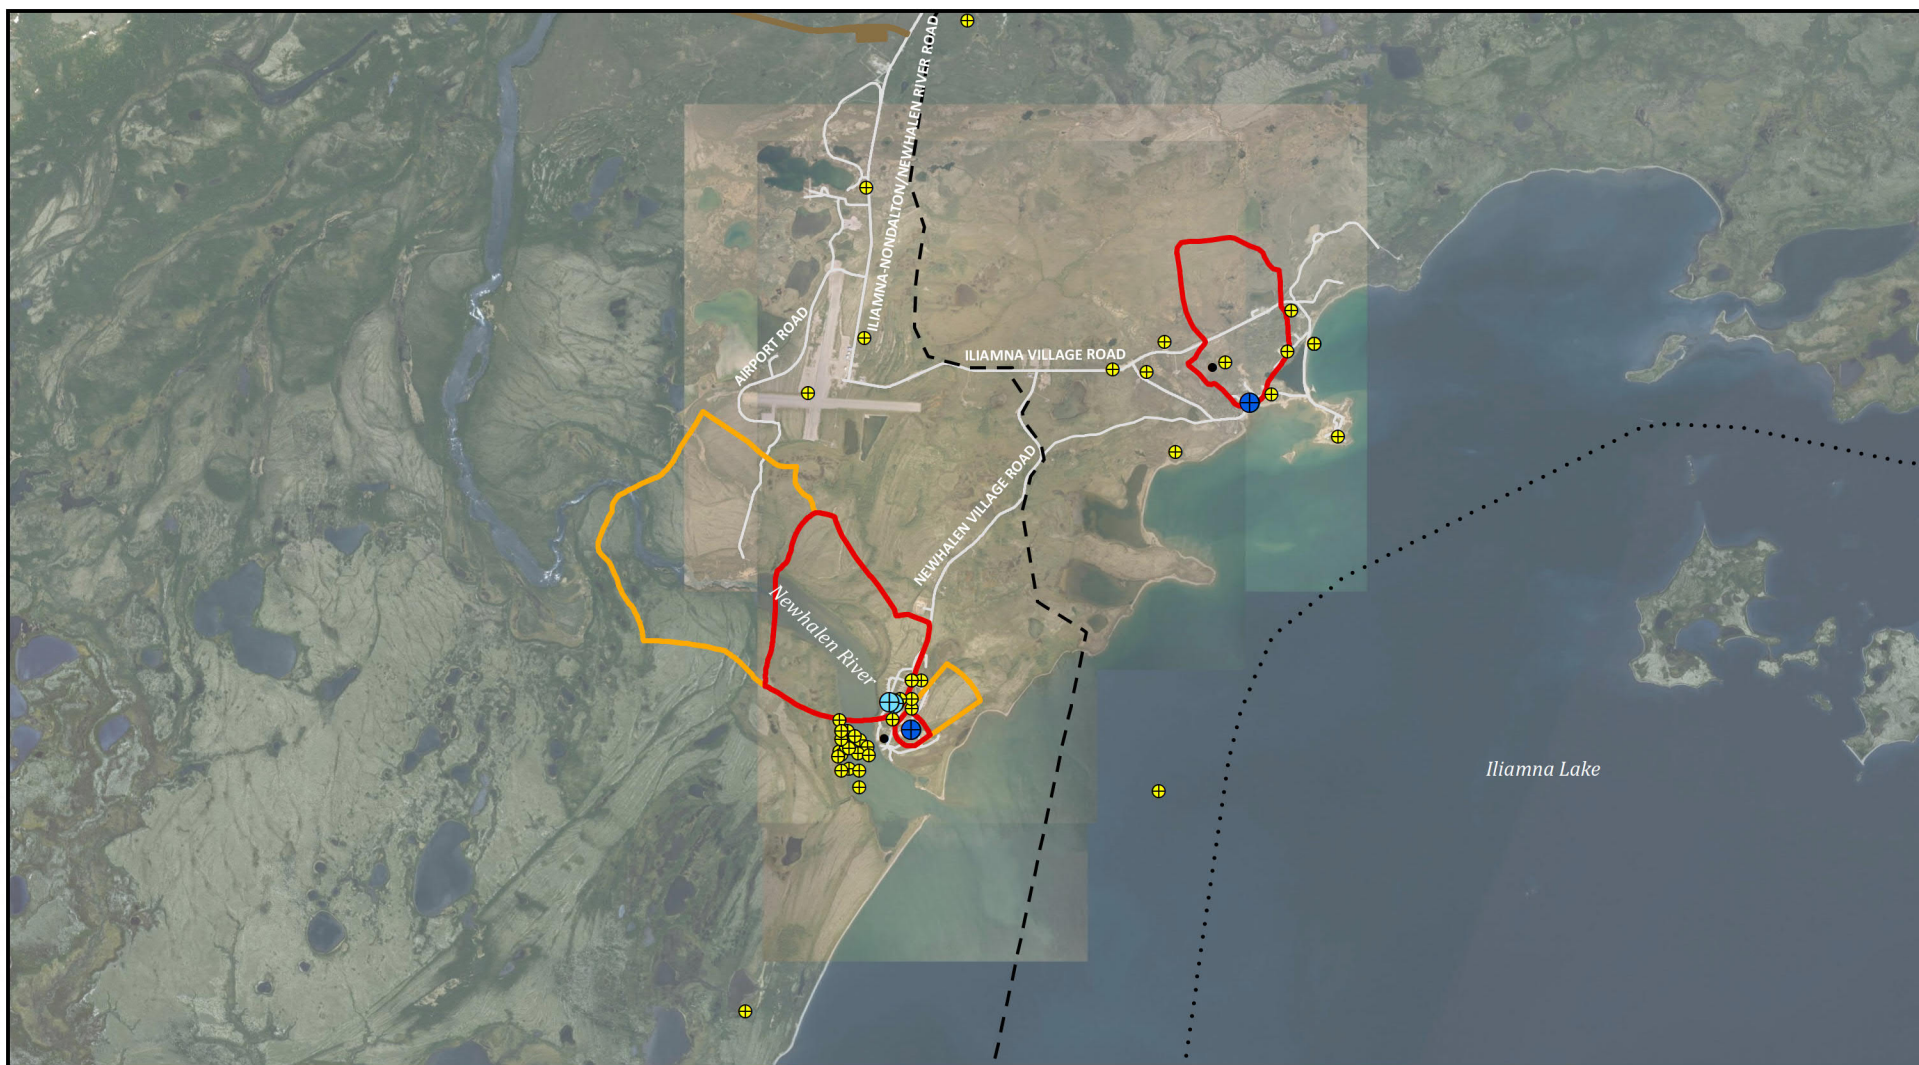 ILIAMNA-NONDALTON/NEWHALEN RIVER ROAD
AIRPORT ROAD
ILIAMNA VILLAGE ROAD
NEWHALEN VILLAGE ROAD
Newhalen River
Iliamna Lake